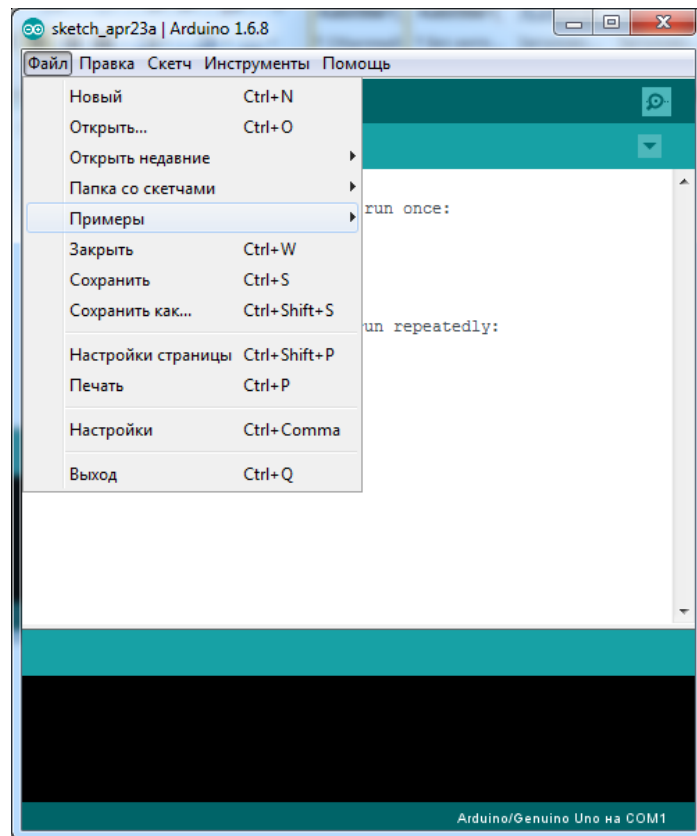 sketch_apr23a | Arduino 1.6.8
Файл Правка Скетч Инструменты Помощь
Новый Ctrl+N
Открыть... Ctrl+O
Открыть недавние
Папка со скетчами
Примеры
run once:
Закрыть Ctrl+W
Сохранить Ctrl+S
Сохранить как... Ctrl+Shift+S
run repeatedly:
Настройки страницы Ctrl+Shift+P
Печать Ctrl+P
Настройки Ctrl+Comma
Выход Ctrl+Q
Arduino/Genuino Uno на COM1